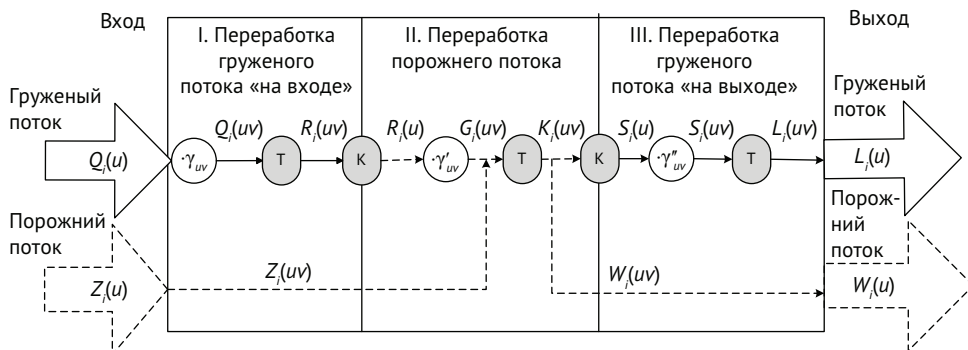 Вход
Выход
I. Переработка
груженого
потока «на входе»
II. Переработка
порожнего потока
III. Переработка
груженого
потока «на выходе»
Груженый
поток
Qi(u)
·γuv
Qi(uv)
Т
Ri(uv)
К
Ri(u)
·γ′uv
Gi(uv)
Т
Ki(uv)
К
Si(u)
·γ″uv
Si(uv)
Т
Li(uv)
Груженый
поток
Li(u)
Порожний
поток
Zi(u)
Zi(uv)
Wi(uv)
Порож-
ний
поток
Wi(u)